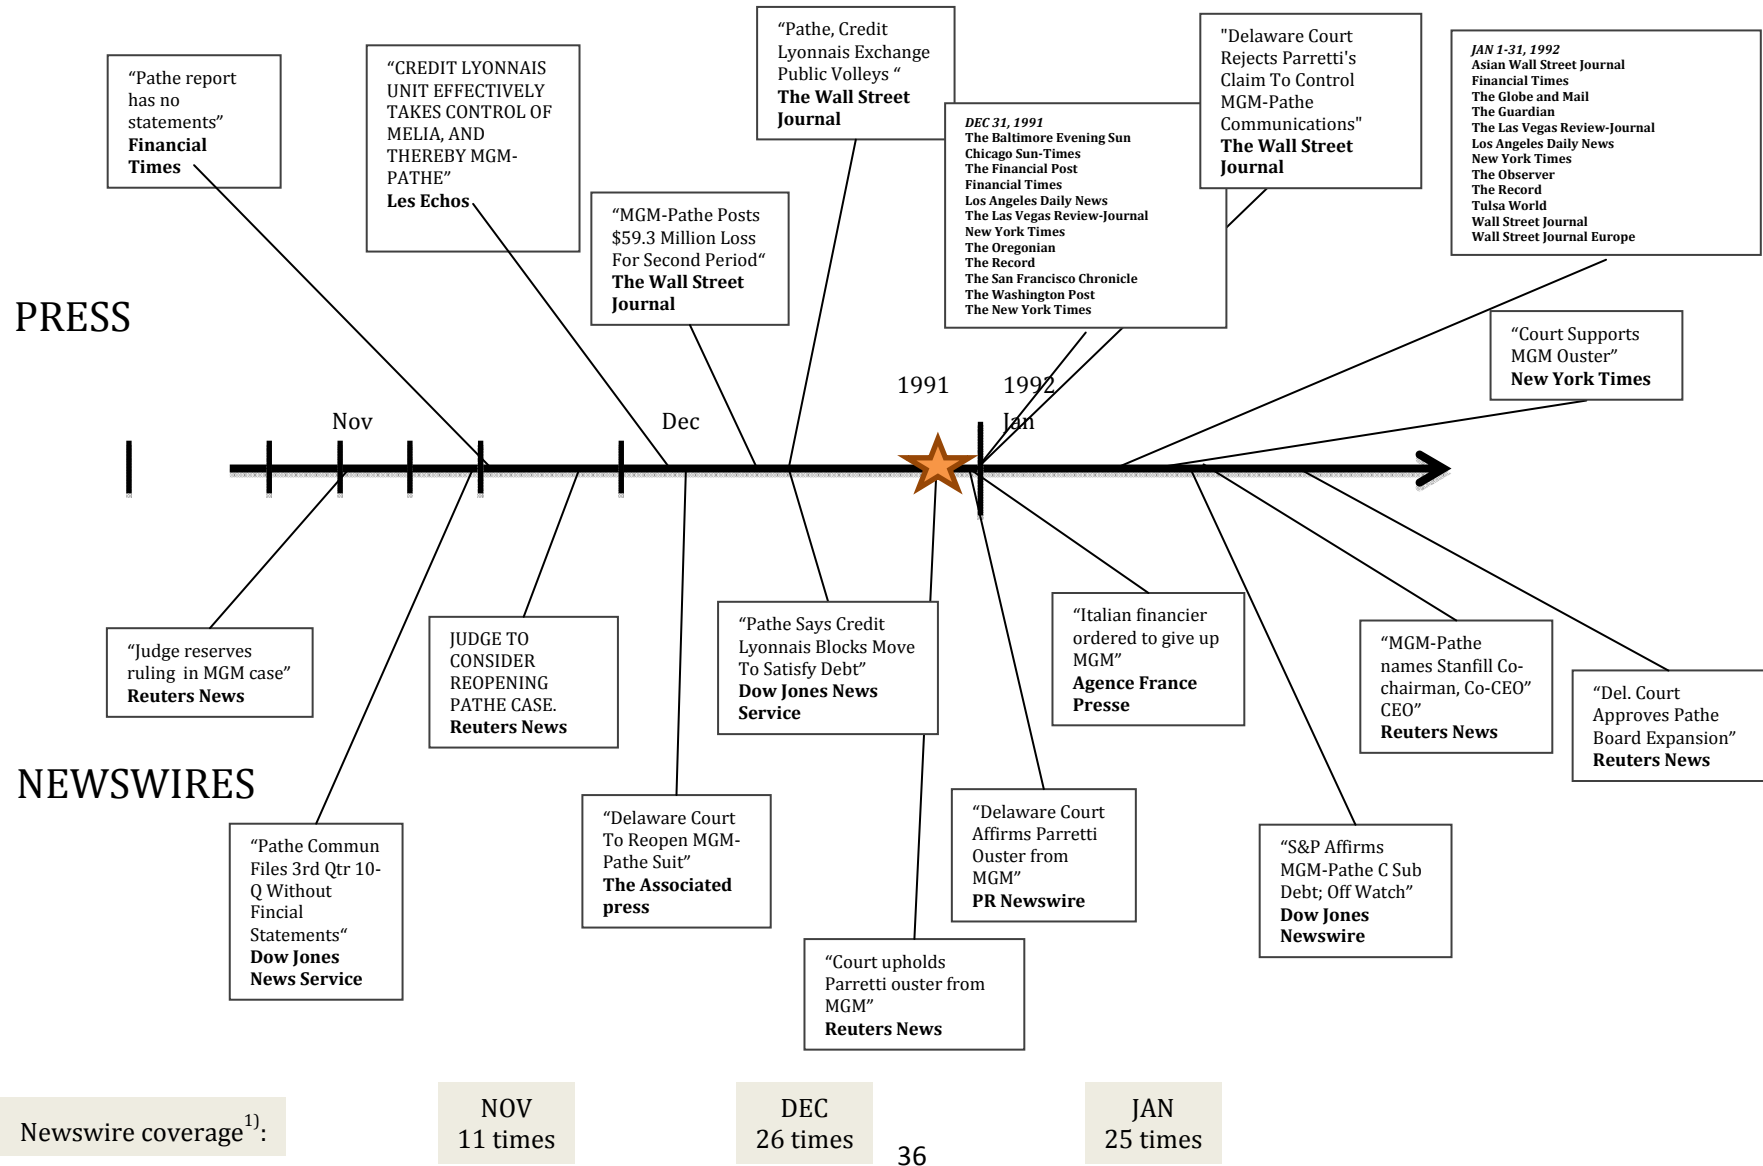 “Pathe report
has no
statements”
Financial
Times
“CREDIT LYONNAIS
UNIT EFFECTIVELY
TAKES CONTROL OF
MELIA, AND
THEREBY MGM-
PATHE”
Les Echos
“MGM-Pathe Posts
$59.3 Million Loss
For Second Period“
The Wall Street
Journal
“Pathe, Credit
Lyonnais Exchange
Public Volleys “
The Wall Street
Journal
DEC 31, 1991
The Baltimore Evening Sun
Chicago Sun-Times
The Financial Post
Financial Times
Los Angeles Daily News
The Las Vegas Review-Journal
New York Times
The Oregonian
The Record
The San Francisco Chronicle
The Washington Post
The New York Times
"Delaware Court
Rejects Parretti's
Claim To Control
MGM-Pathe
Communications"
The Wall Street
Journal
JAN 1-31, 1992
Asian Wall Street Journal
Financial Times
The Globe and Mail
The Guardian
The Las Vegas Review-Journal
Los Angeles Daily News
New York Times
The Observer
The Record
Tulsa World
Wall Street Journal
Wall Street Journal Europe
“Court Supports
MGM Ouster”
New York Times
PRESS
1991
1992
Nov
Dec
Jan
“Judge reserves
ruling in MGM case”
Reuters News
JUDGE TO
CONSIDER
REOPENING
PATHE CASE.
Reuters News
“Pathe Says Credit
Lyonnais Blocks Move
To Satisfy Debt”
Dow Jones News
Service
“Italian financier
ordered to give up
MGM”
Agence France
Presse
“MGM-Pathe
names Stanfill Co-
chairman, Co-CEO”
CEO”
Reuters News
“Del. Court
Approves Pathe
Board Expansion”
Reuters News
NEWSWIRES
“Pathe Commun
Files 3rd Qtr 10-
Q Without
Fincial
Statements“
Dow Jones
News Service
“Delaware Court
To Reopen MGM-
Pathe Suit”
The Associated
press
“Court upholds
Parretti ouster from
MGM”
Reuters News
“Delaware Court
Affirms Parretti
Ouster from
MGM”
PR Newswire
“S&P Affirms
MGM-Pathe C Sub
Debt; Off Watch”
Dow Jones
Newswire
Newswire coverage1):
NOV
11 times
DEC
26 times
JAN
25 times
36